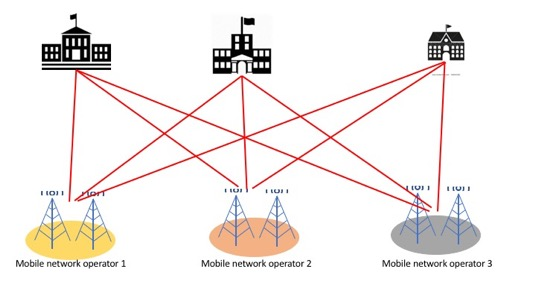 Mobile network operator 1
Mobile network operator 2
Mobile network operator 3